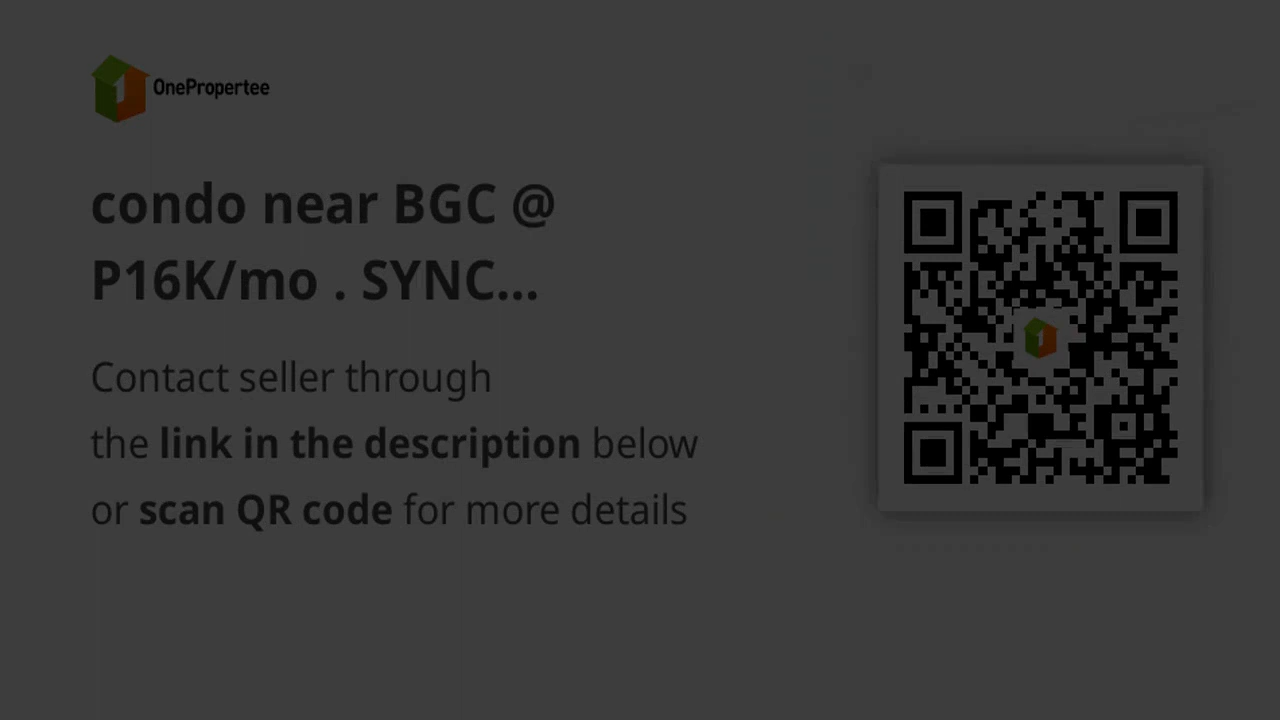 OnePropertee
condo near BGC @
P16K/mo . SYNC...
Contact seller through
the link in the description below
or scan QR code for more details